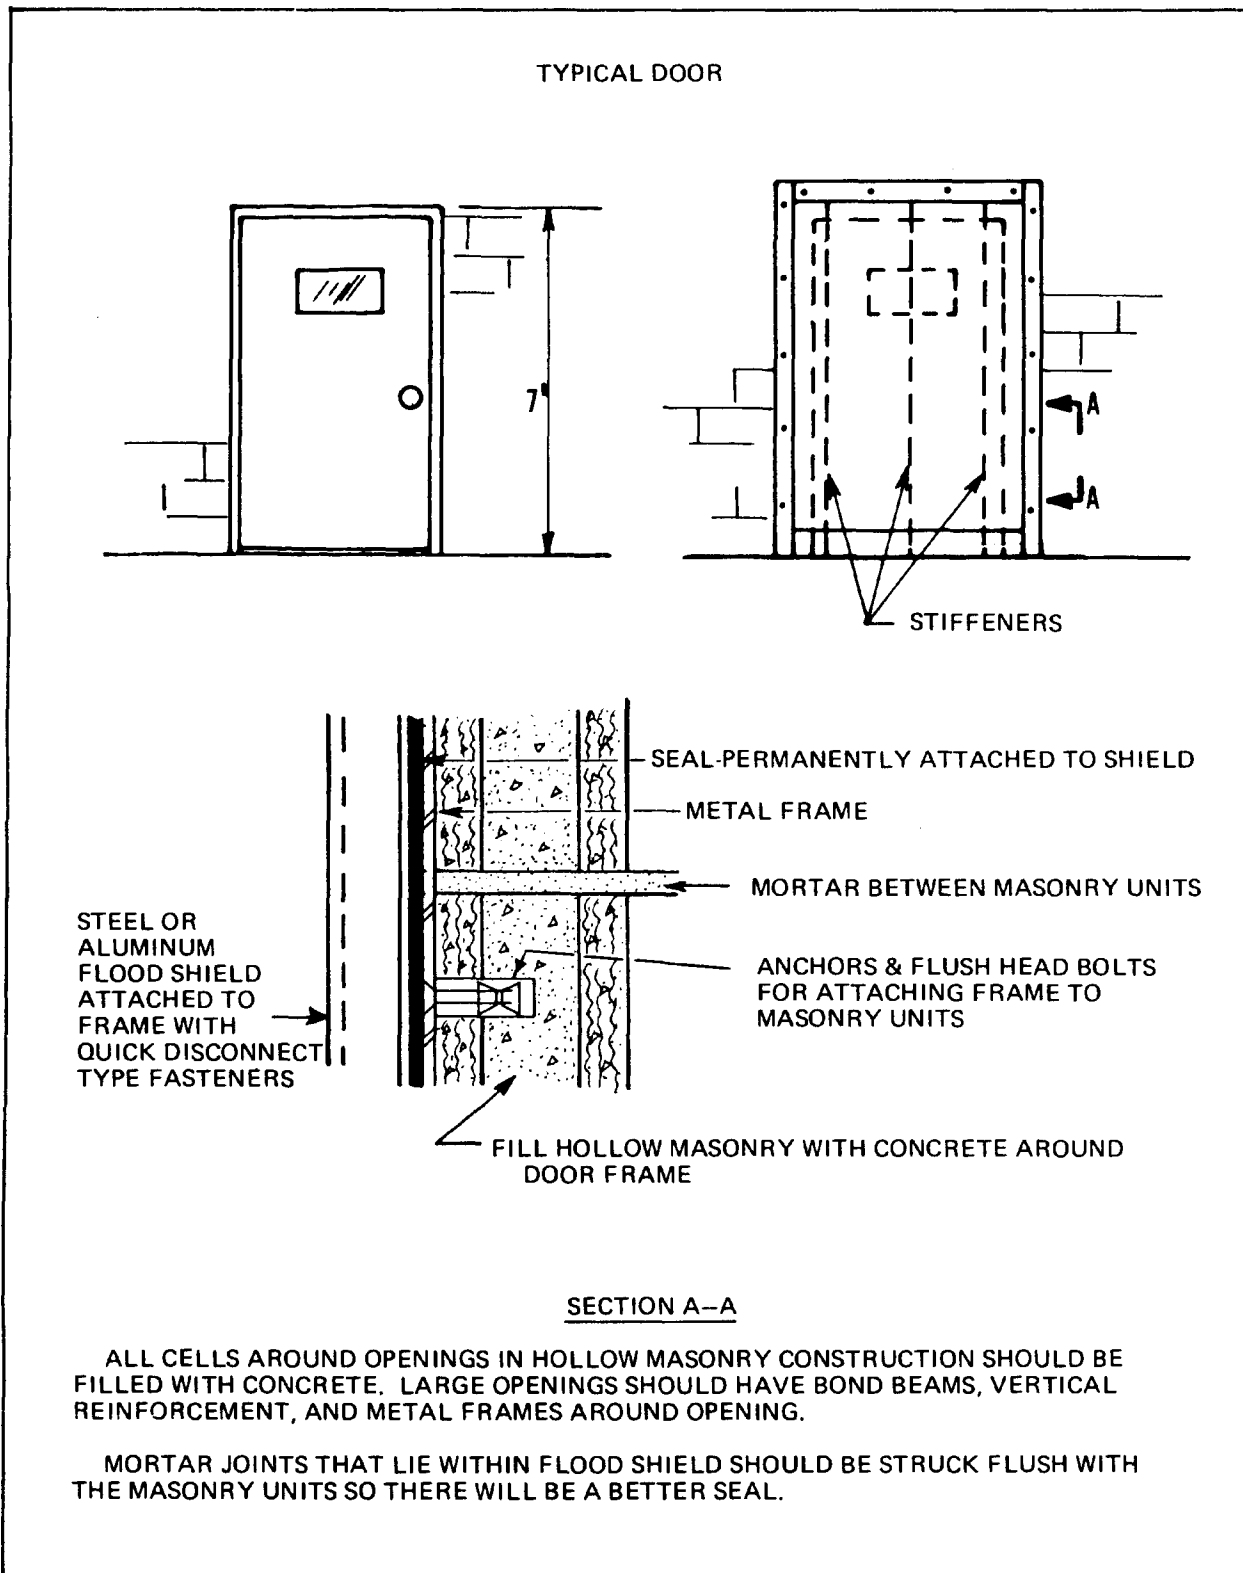 TYPICAL DOOR
7'
A
A
STIFFENERS
SEAL-PERMANENTLY ATTACHED TO SHIELD
METAL FRAME
MORTAR BETWEEN MASONRY UNITS
STEEL OR
ALUMINUM
FLOOD SHIELD
ATTACHED TO
FRAME WITH
QUICK DISCONNECT
TYPE FASTENERS
ANCHORS & FLUSH HEAD BOLTS
FOR ATTACHING FRAME TO
MASONRY UNITS
FILL HOLLOW MASONRY WITH CONCRETE AROUND
DOOR FRAME
SECTION A–A
ALL CELLS AROUND OPENINGS IN HOLLOW MASONRY CONSTRUCTION SHOULD BE
FILLED WITH CONCRETE. LARGE OPENINGS SHOULD HAVE BOND BEAMS, VERTICAL
REINFORCEMENT, AND METAL FRAMES AROUND OPENING.
MORTAR JOINTS THAT LIE WITHIN FLOOD SHIELD SHOULD BE STRUCK FLUSH WITH
THE MASONRY UNITS SO THERE WILL BE A BETTER SEAL.